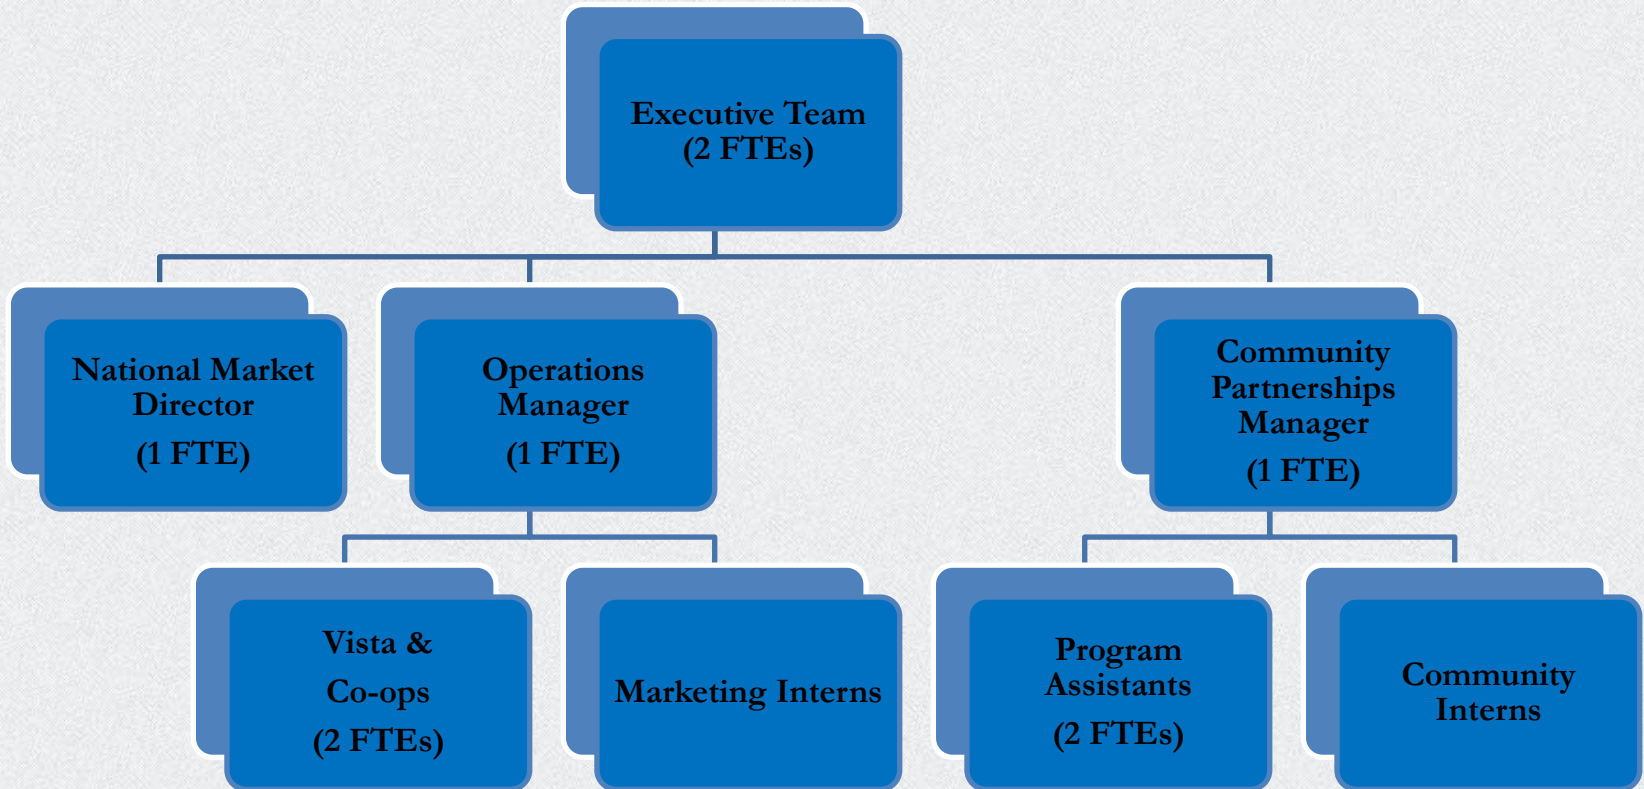 Executive Team
(2 FTEs)
National Market
Director
(1 FTE)
Operations
Manager
(1 FTE)
Community
Partnerships
Manager
(1 FTE)
Vista &
Co-ops
(2 FTEs)
Marketing Interns
Program
Assistants
(2 FTEs)
Community
Interns